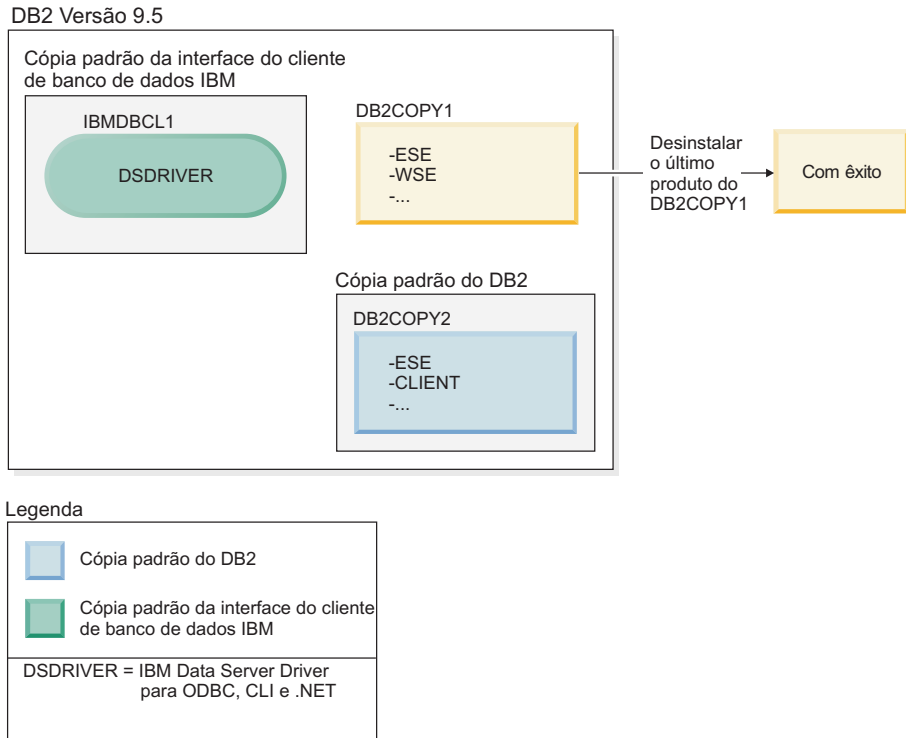 DB2 Versão 9.5
Cópia padrão da interface do cliente
de banco de dados IBM
IBMDBCL1
DSDRIVER
DB2COPY1
-ESE
-WSE
-...
Desinstalar
o último
produto do
DB2COPY1
Com êxito
Cópia padrão do DB2
DB2COPY2
-ESE
-CLIENT
-...
Legenda
Cópia padrão do DB2
Cópia padrão da interface do cliente
de banco de dados IBM
DSDRIVER = IBM Data Server Driver
para ODBC, CLI e .NET